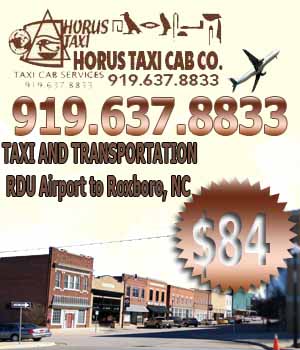 HORUS
TAXI
TAXI CAB SERVICES
919.637.8833
HORUS TAXI CAB CO.
919.637.8833
919.637.8833
TAXI AND TRANSPORTATION
RDU Airport to Roxboro, NC
$84